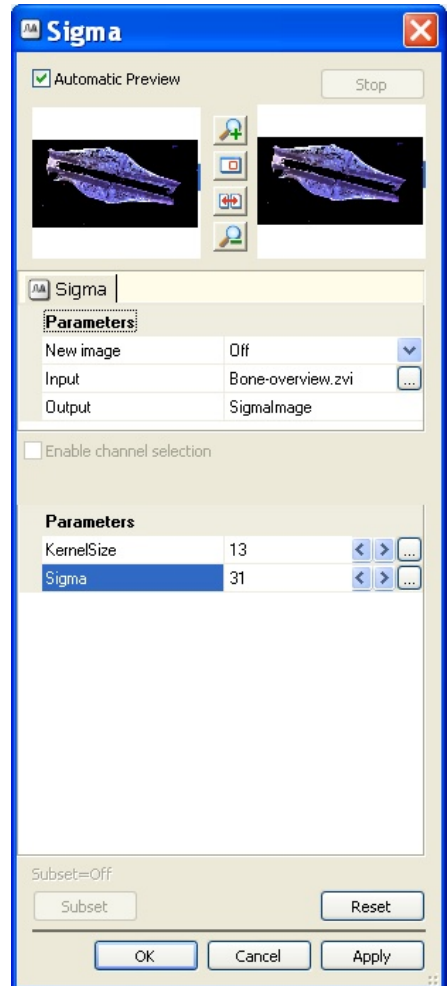 Sigma
Automatic Preview
Stop
Sigma
Parameters
New image Off
Input Bone-overview.zvi ...
Output SigmaImage
Enable channel selection
Parameters
KernelSize 13 < > ...
Sigma 31 < > ...
Subset=Off
Subset
Reset
OK
Cancel
Apply